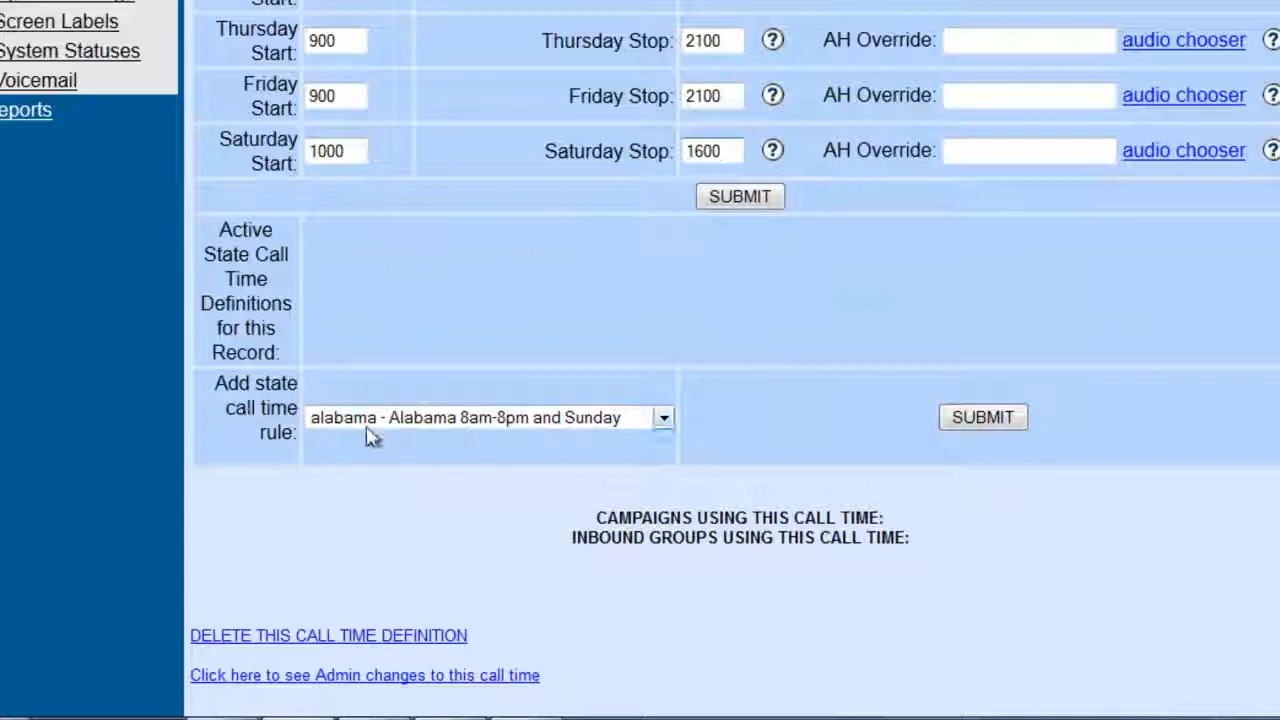 Screen Labels
System Statuses
Voicemail
eports
Start:
Thursday Start: 900 Thursday Stop: 2100 ? AH Override: audio chooser ?
Friday Start: 900 Friday Stop: 2100 ? AH Override: audio chooser ?
Saturday Start: 1000 Saturday Stop: 1600 ? AH Override: audio chooser ?
SUBMIT
Active
State Call
Time
Definitions
for this
Record:
Add state
call time
rule:
alabama - Alabama 8am-8pm and Sunday
SUBMIT
CAMPAIGNS USING THIS CALL TIME:
INBOUND GROUPS USING THIS CALL TIME:
DELETE THIS CALL TIME DEFINITION
Click here to see Admin changes to this call time